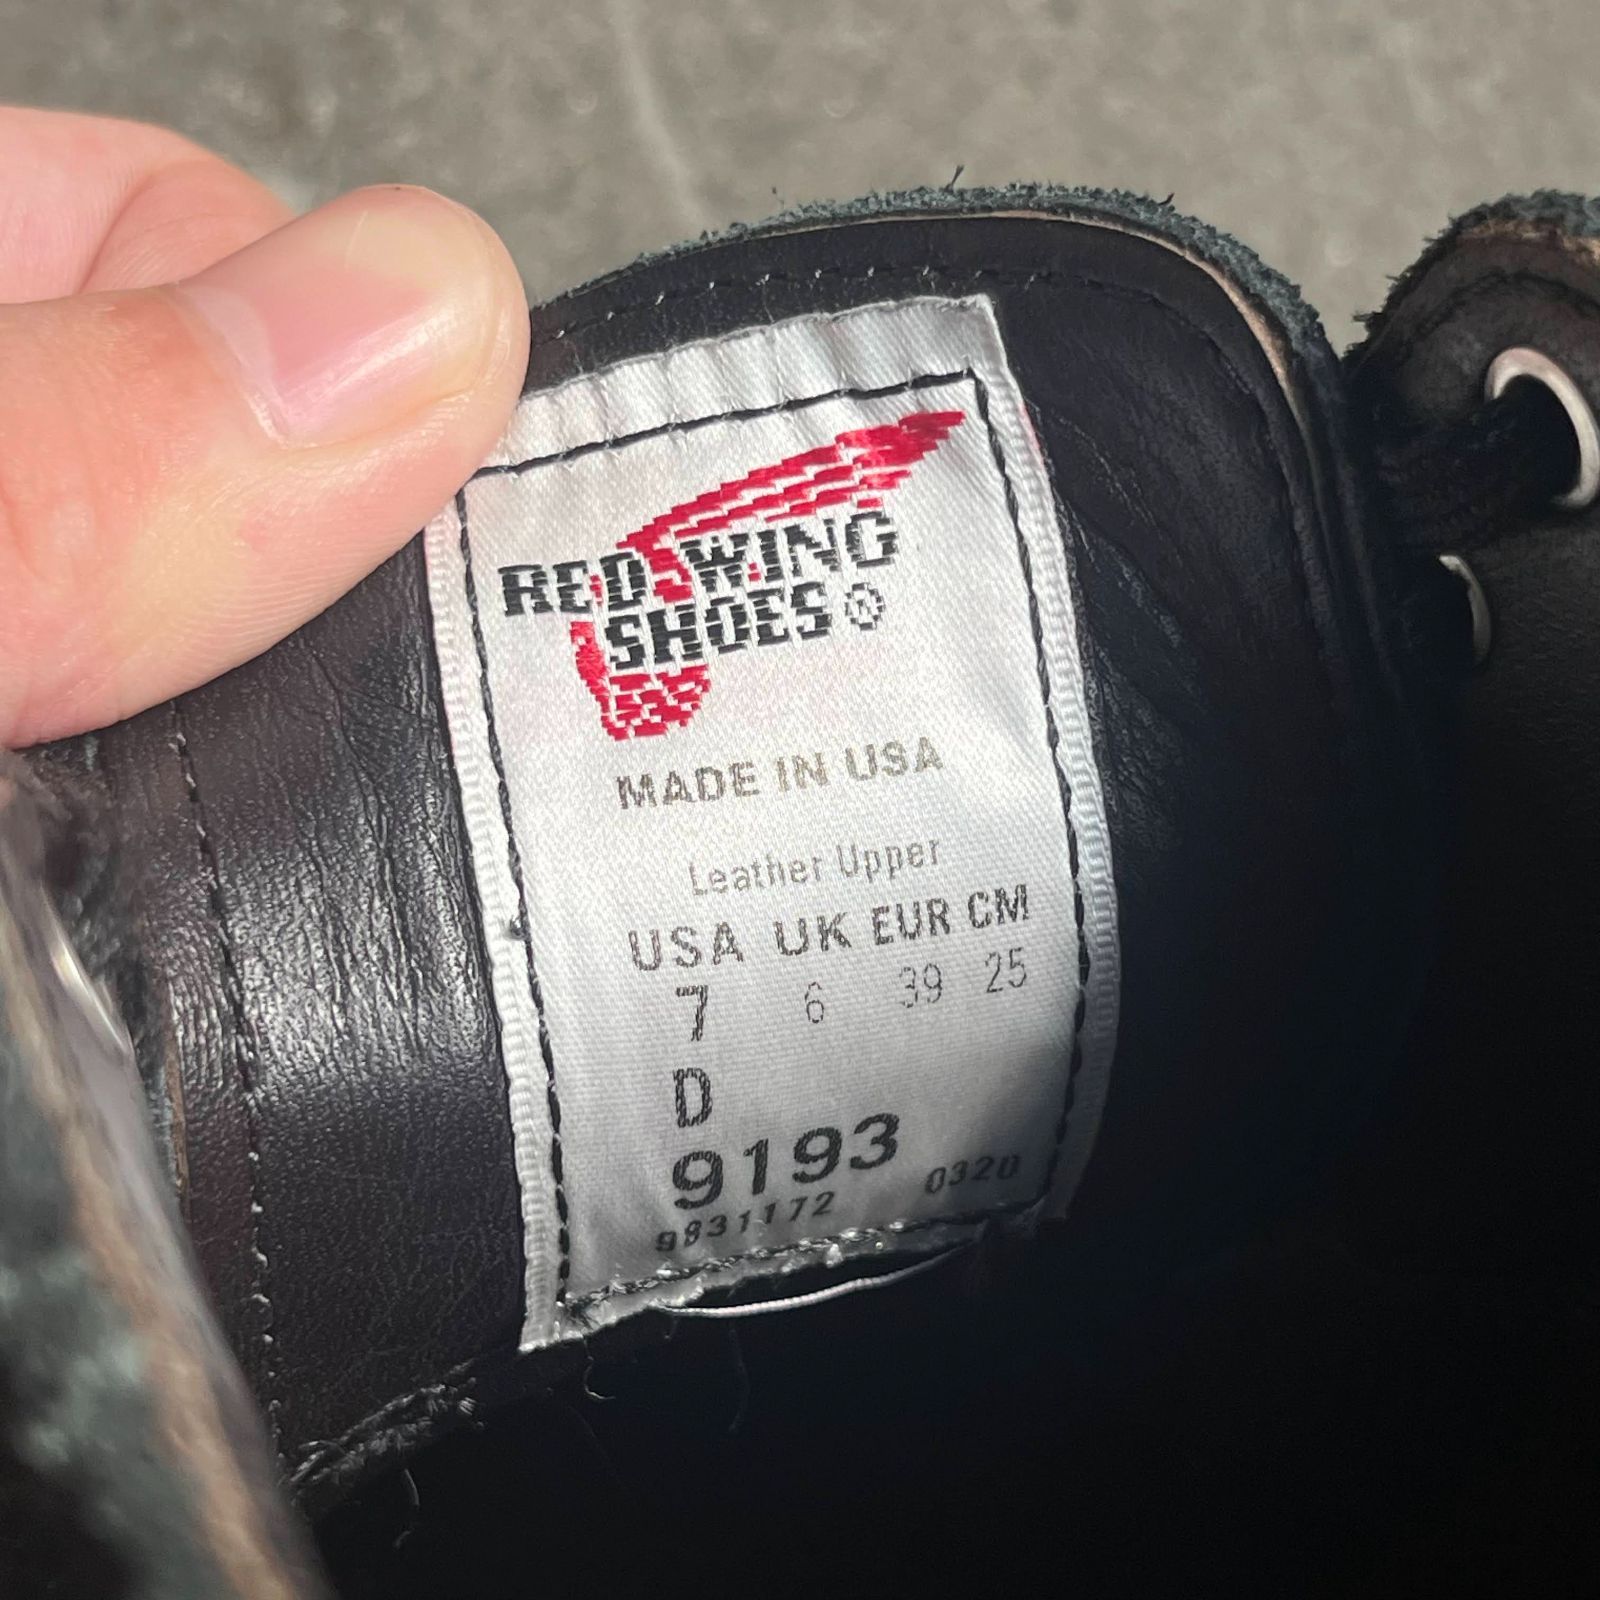 RED WING
SHOES®
MADE IN USA
Leather Upper
USA UK EUR CM
7 6 39 25
D
9193
9831172 0320